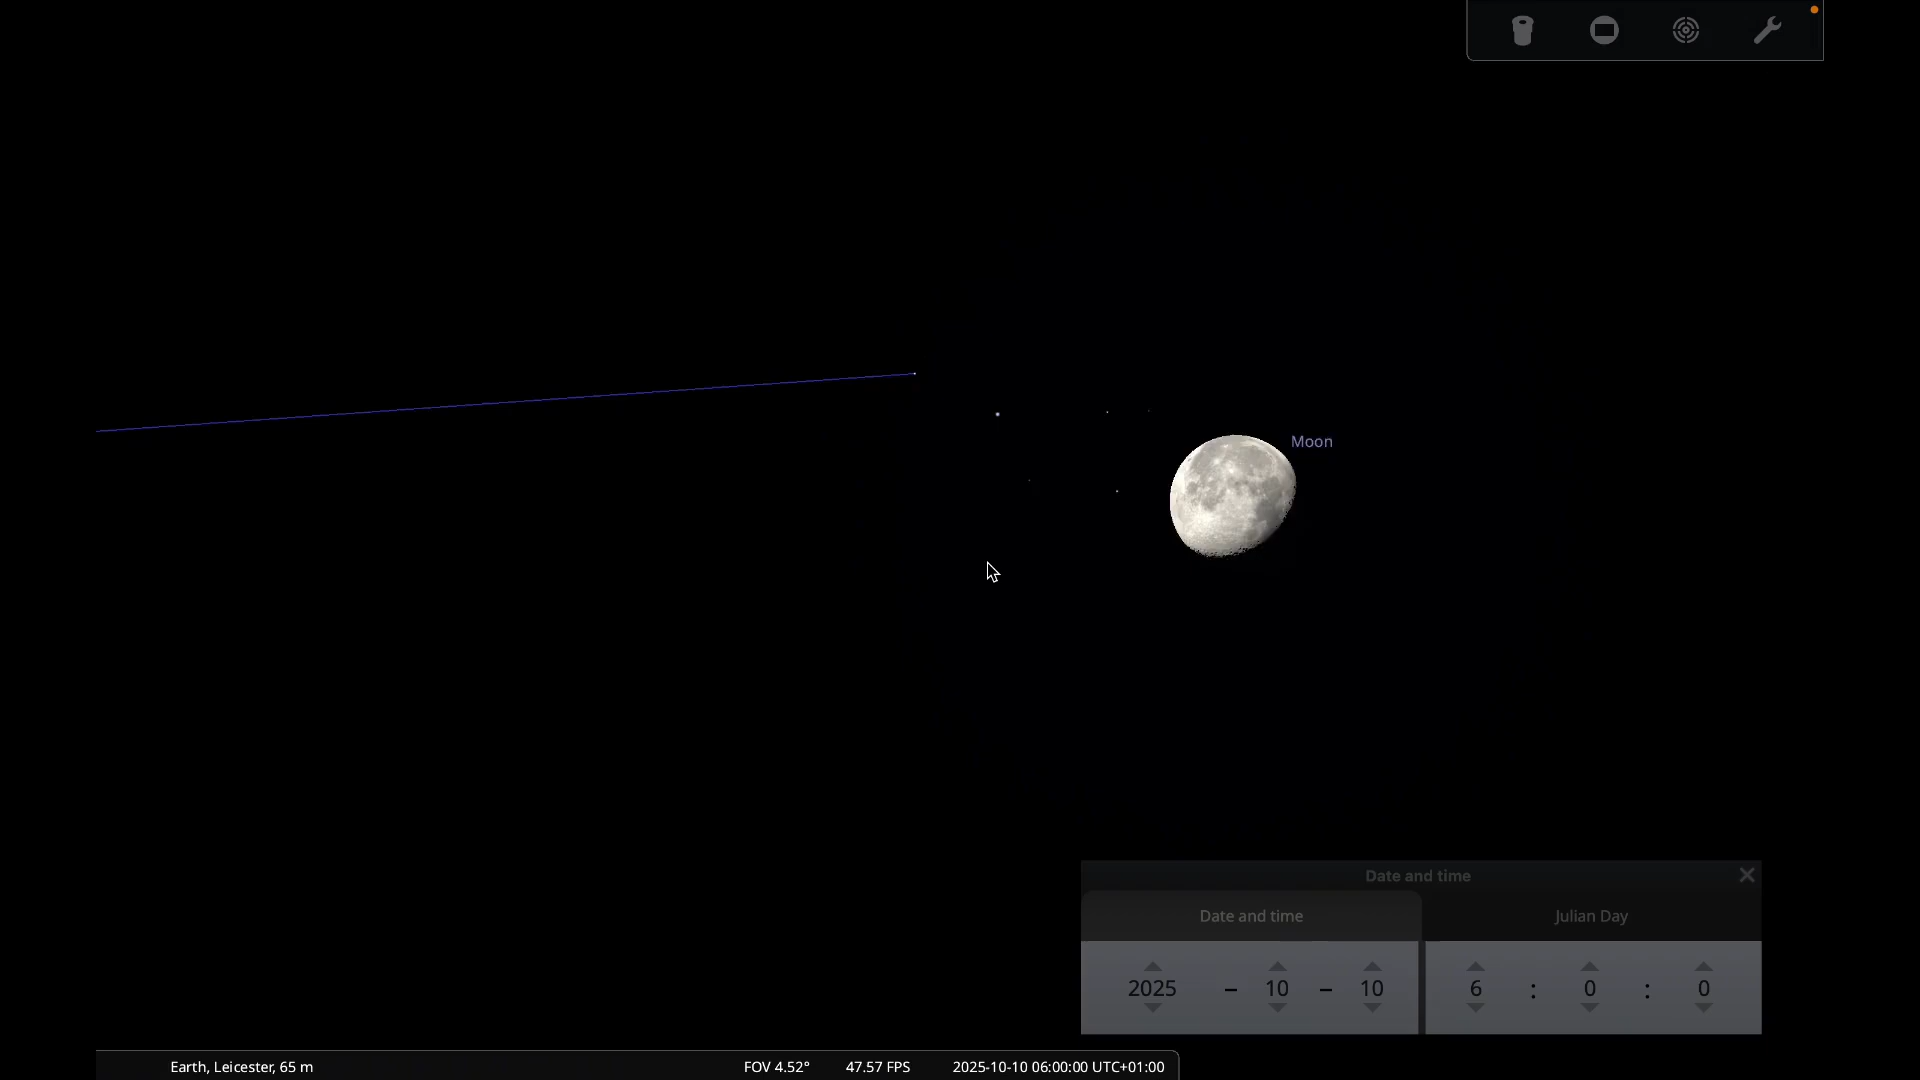 Moon
Date and time
Date and time Julian Day
2025 – 10 – 10 6 : 0 : 0
Earth, Leicester, 65 m FOV 4.52° 47.57 FPS 2025-10-10 06:00:00 UTC+01:00